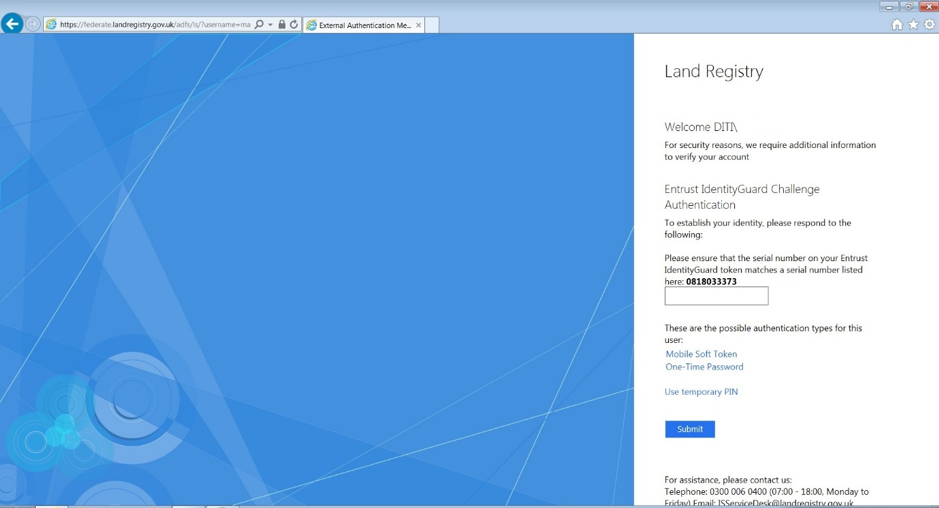 https://federate.landregistry.gov.uk/adfs/ls/?username=ma
External Authentication Me...
Land Registry
Welcome DITI\
For security reasons, we require additional information
to verify your account
Entrust IdentityGuard Challenge
Authentication
To establish your identity, please respond to the
following:
Please ensure that the serial number on your Entrust
IdentityGuard token matches a serial number listed
here: 0818033373
These are the possible authentication types for this
user:
Mobile Soft Token
One-Time Password
Use temporary PIN
Submit
For assistance, please contact us:
Telephone: 0300 006 0400 (07:00 - 18:00, Monday to
Friday) Email: ISServiceDesk@landregistry.gov.uk